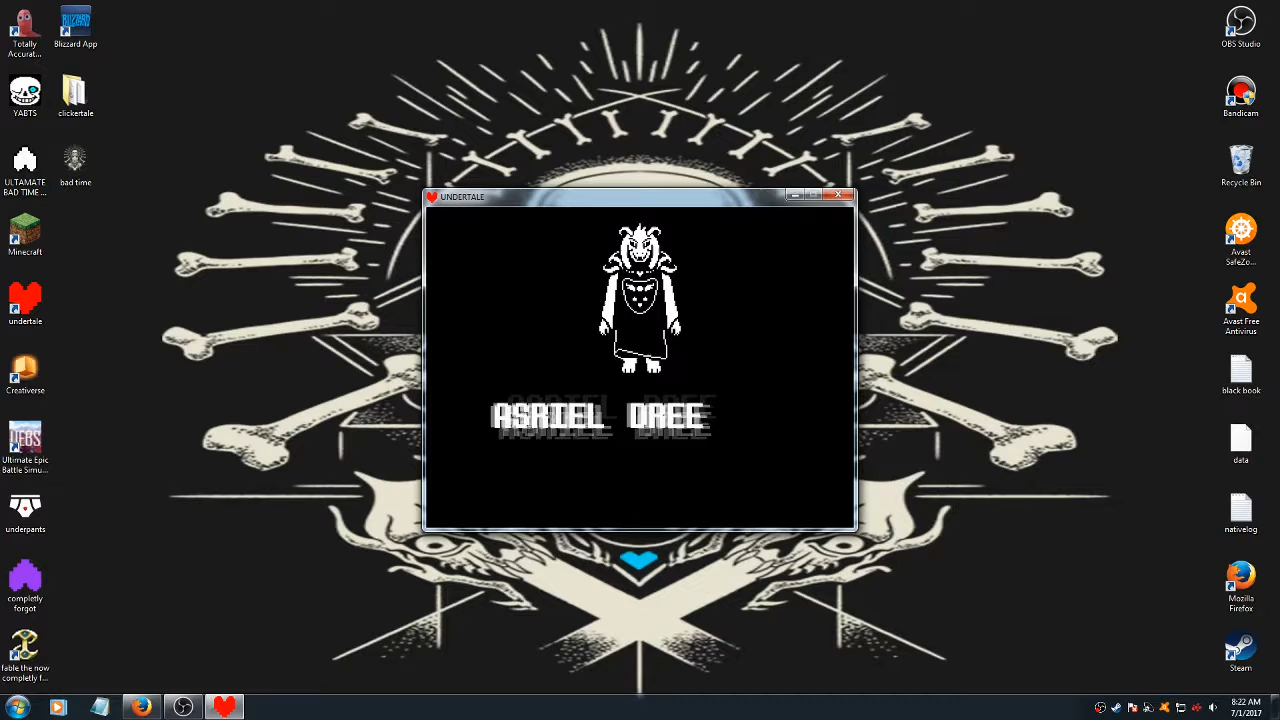 Totally
Accurat...
Blizzard App
YABTS
clickertale
ULTAMATE
BAD TIME...
bad time
Minecraft
undertale
Creativerse
UEBS
Ultimate Epic
Battle Simu...
underpants
completly
forgot
fable the now
completly f...
UNDERTALE
ASRIEL DREE
OBS Studio
Bandicam
Recycle Bin
Avast
SafeZo...
Avast Free
Antivirus
black book
data
nativelog
Mozilla
Firefox
Steam
8:22 AM
7/1/2017